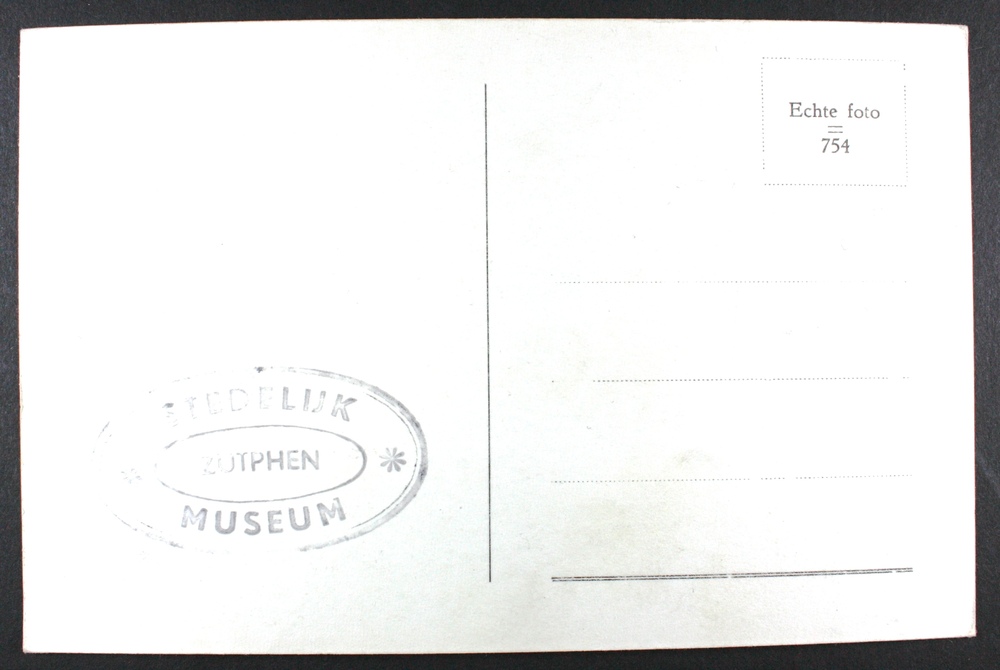 STEDELIJK
ZUTPHEN
MUSEUM
Echte foto
754